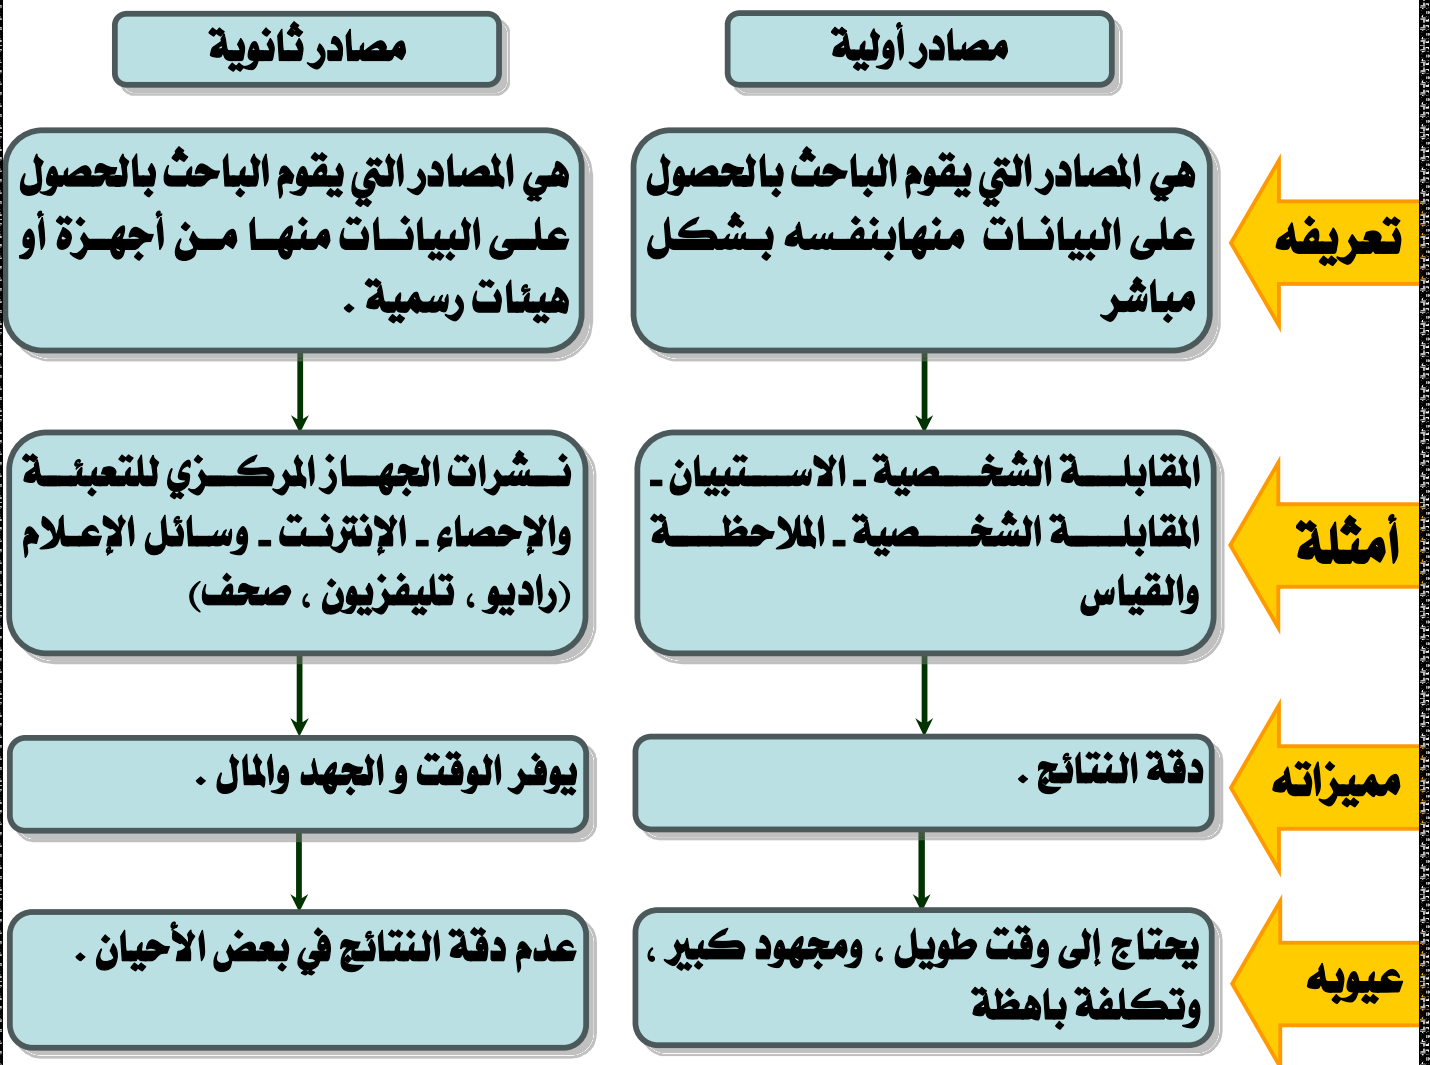 مصادر أولية
مصادر ثانوية
تعريفه
هي المصادر التي يقوم الباحث بالحصول
على البيانات منهابنفسه بشكل
مباشر
هي المصادر التي يقوم الباحث بالحصول
على البيانات منها من أجهزة أو
هيئات رسمية .
أمثلة
المقابلة الشخصية ـ الاستبيان ـ
المقابلة الشخصية ـ الملاحظة
والقياس
نشرات الجهاز المركزي للتعبئة
والإحصاء ـ الإنترنت ـ وسائل الإعلام
(راديو ، تليفزيون ، صحف)
مميزاته
دقة النتائج .
يوفر الوقت و الجهد والمال .
عيوبه
يحتاج إلى وقت طويل ، ومجهود كبير ،
وتكلفة باهظة
عدم دقة النتائج في بعض الأحيان .